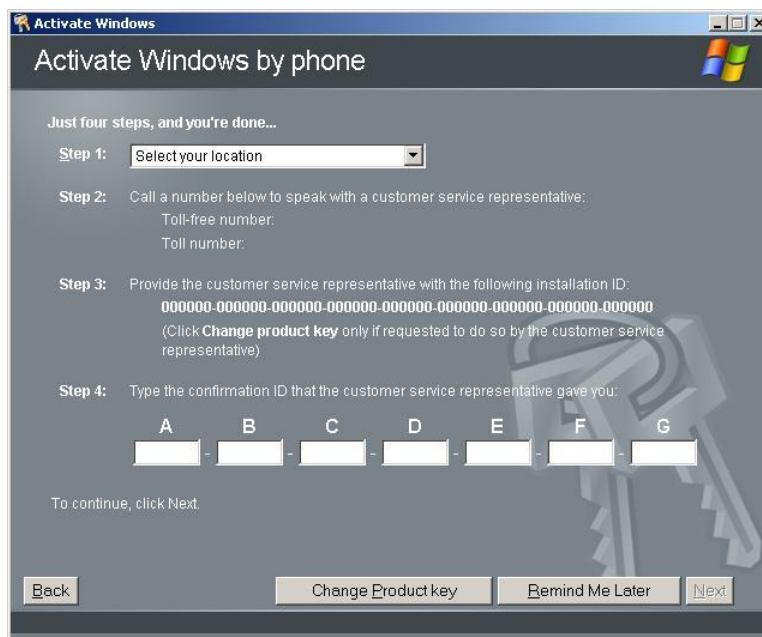 Activate Windows
Activate Windows by phone
Just four steps, and you're done...
Step 1: Select your location
Step 2: Call a number below to speak with a customer service representative:
Toll-free number:
Toll number:
Step 3: Provide the customer service representative with the following installation ID:
000000-000000-000000-000000-000000-000000-000000-000000-000000
(Click Change product key only if requested to do so by the customer service
representative)
Step 4: Type the confirmation ID that the customer service representative gave you:
A B C D E F G
- - - - - -
To continue, click Next.
Back Change Product key Remind Me Later Next